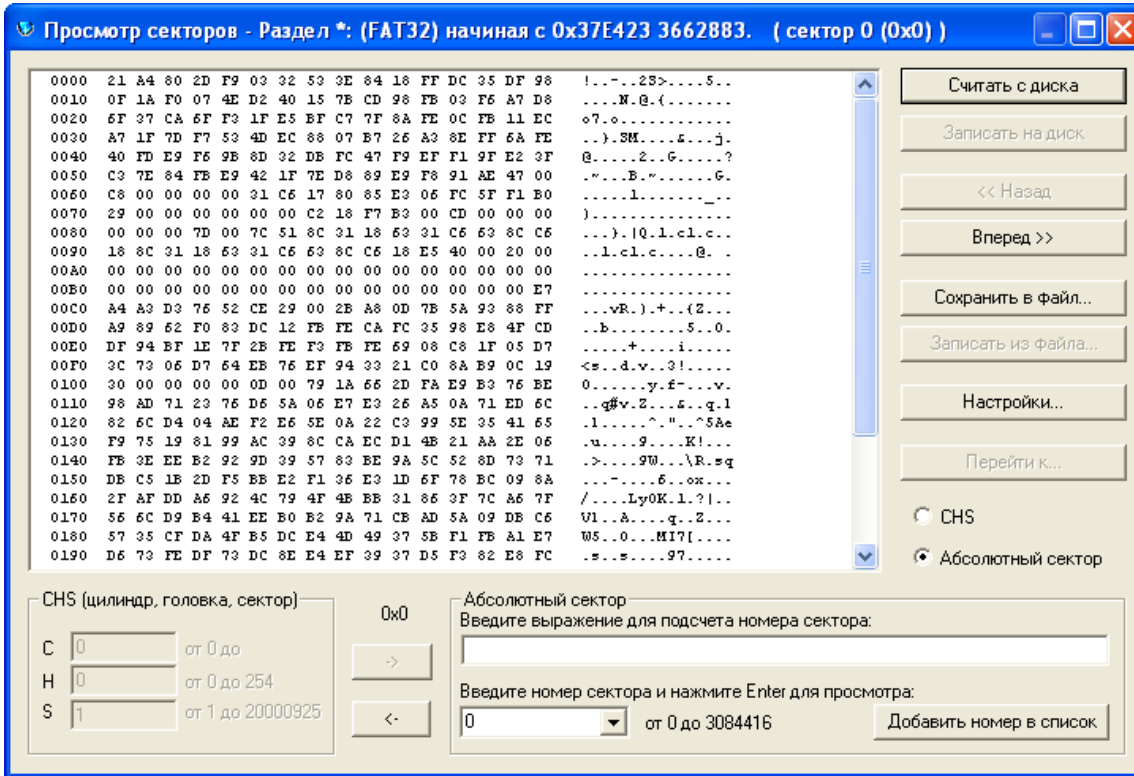 Просмотр секторов - Раздел *: (FAT32) начиная с 0x37E423 3662883. ( сектор 0 (0x0) )
0000 21 A4 80 2D F9 03 32 53 3E 84 18 FF DC 35 DF 98 !..-..2S>....5..
0010 0F 1A F0 07 4E D2 40 15 7B CD 98 FB 03 F6 A7 D8 ....N.@.{.......
0020 6F 37 CA 6F F3 1F E5 BF C7 7F 8A FE 0C FB 11 EC o7.o............
0030 A7 1F 7D F7 53 4D EC 88 07 B7 26 A3 8E FF 6A FE ..}.SM....&...j.
0040 40 FD E9 F6 9B 8D 32 DB FC 47 F9 EF F1 9F E2 3F @.....2..G.....?
0050 C3 7E 84 FB E9 42 1F 7E D8 89 E9 F8 91 AE 47 00 .~...B.~......G.
0060 C8 00 00 00 00 31 C6 17 80 85 E3 06 FC 5F F1 B0 .....1......._..
0070 29 00 00 00 00 00 00 C2 18 F7 B3 00 CD 00 00 00 )...............
0080 00 00 00 7D 00 7C 51 8C 31 18 63 31 C6 63 8C C6 ...}.|Q.1.c1.c..
0090 18 8C 31 18 63 31 C6 63 8C C6 18 E5 40 00 20 00 ..1.c1.c....@. .
00A0 00 00 00 00 00 00 00 00 00 00 00 00 00 00 00 00 ................
00B0 00 00 00 00 00 00 00 00 00 00 00 00 00 00 00 E7 ................
00C0 A4 A3 D3 76 52 CE 29 00 2B A8 0D 7B 5A 93 88 FF ...vR.).+..{Z...
00D0 A9 89 62 F0 83 DC 12 FB FE CA FC 35 98 E8 4F CD ..b........5..O.
00E0 DF 94 BF 1E 7F 2B FE F3 FB FE 69 08 C8 1F 05 D7 .....+....i.....
00F0 3C 73 06 D7 64 EB 76 EF 94 33 21 C0 8A B9 0C 19 <s..d.v..3!.....
0100 30 00 00 00 00 0D 00 79 1A 66 2D FA E9 B3 76 BE 0......y.f-...v.
0110 98 AD 71 23 76 D6 5A 06 E7 E3 26 A5 0A 71 ED 6C ..q#v.Z...&..q.l
0120 82 6C D4 04 AE F2 E6 5E 0A 22 C3 99 5E 35 41 65 .l.....^."..^5Ae
0130 F9 75 19 81 99 AC 39 8C CA EC D1 4B 21 AA 2E 06 .u....9....K!...
0140 FB 3E EE B2 92 9D 39 57 83 BE 9A 5C 52 8D 73 71 .>....9W...\R.sq
0150 DB C5 1B 2D F5 BB E2 F1 36 E3 1D 6F 78 BC 09 8A ...-....6..ox...
0160 2F AF DD A6 92 4C 79 4F 4B BB 31 86 3F 7C A6 7F /....LyOK.1.?|..
0170 56 6C D9 B4 41 EE B0 B2 9A 71 CB AD 5A 09 DB C6 Vl..A....q..Z...
0180 57 35 CF DA 4F B5 DC E4 4D 49 37 5B F1 FB A1 E7 W5..O...MI7[....
0190 D6 73 FE DF 73 DC 8E E4 EF 39 37 D5 F3 82 E8 FC .s..s....97.....
Считать с диска
Записать на диск
<< Назад
Вперед >>
Сохранить в файл...
Записать из файла...
Настройки...
Перейти к...
CHS
Абсолютный сектор
CHS (цилиндр, головка, сектор)
C 0 от 0 до
H 0 от 0 до 254
S 1 от 1 до 20000925
0x0
->
<-
Абсолютный сектор
Введите выражение для подсчета номера сектора:
Введите номер сектора и нажмите Enter для просмотра:
0 от 0 до 3084416 Добавить номер в список